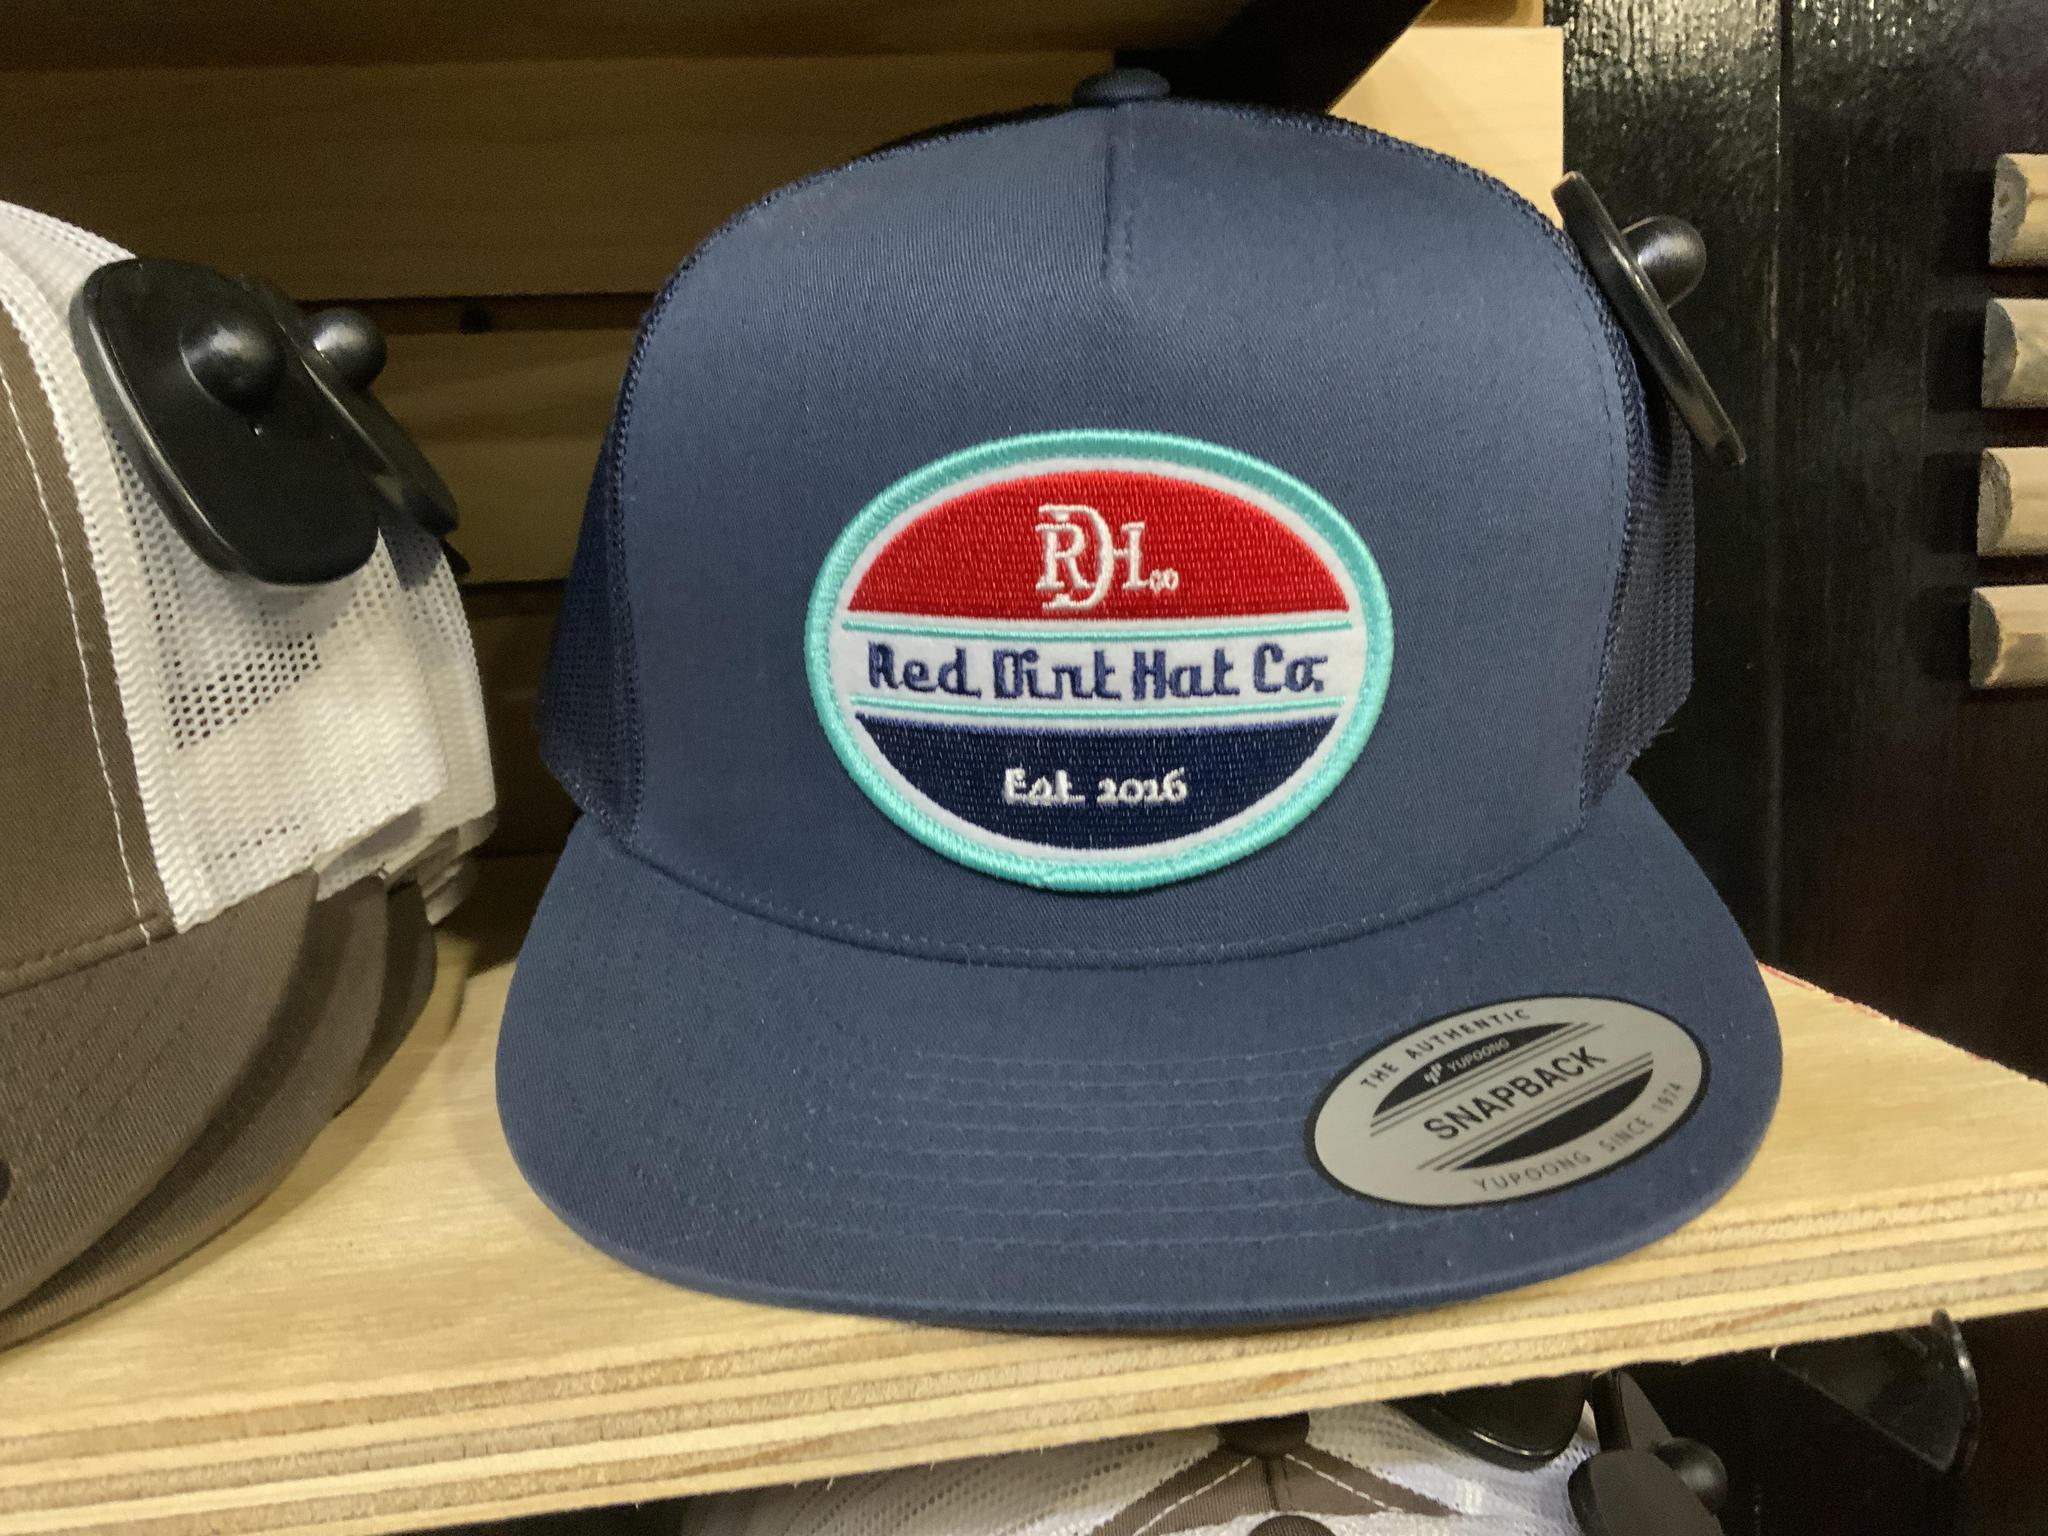 RDH co
Red Dirt Hat Co.
Est. 2016
THE AUTHENTIC
YUPOONG
SNAPBACK
YUPOONG SINCE 1974